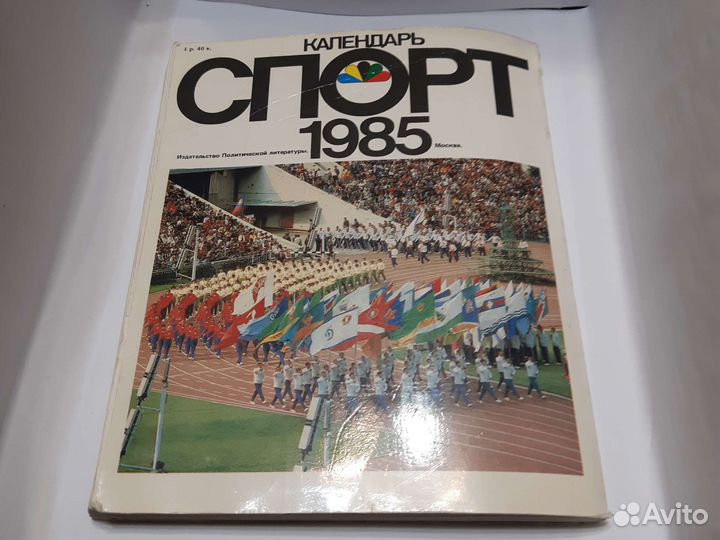 1 р. 40 к.
КАЛЕНДАРЬ
СПОРТ
1985
Издательство Политической литературы. Москва.
Avito